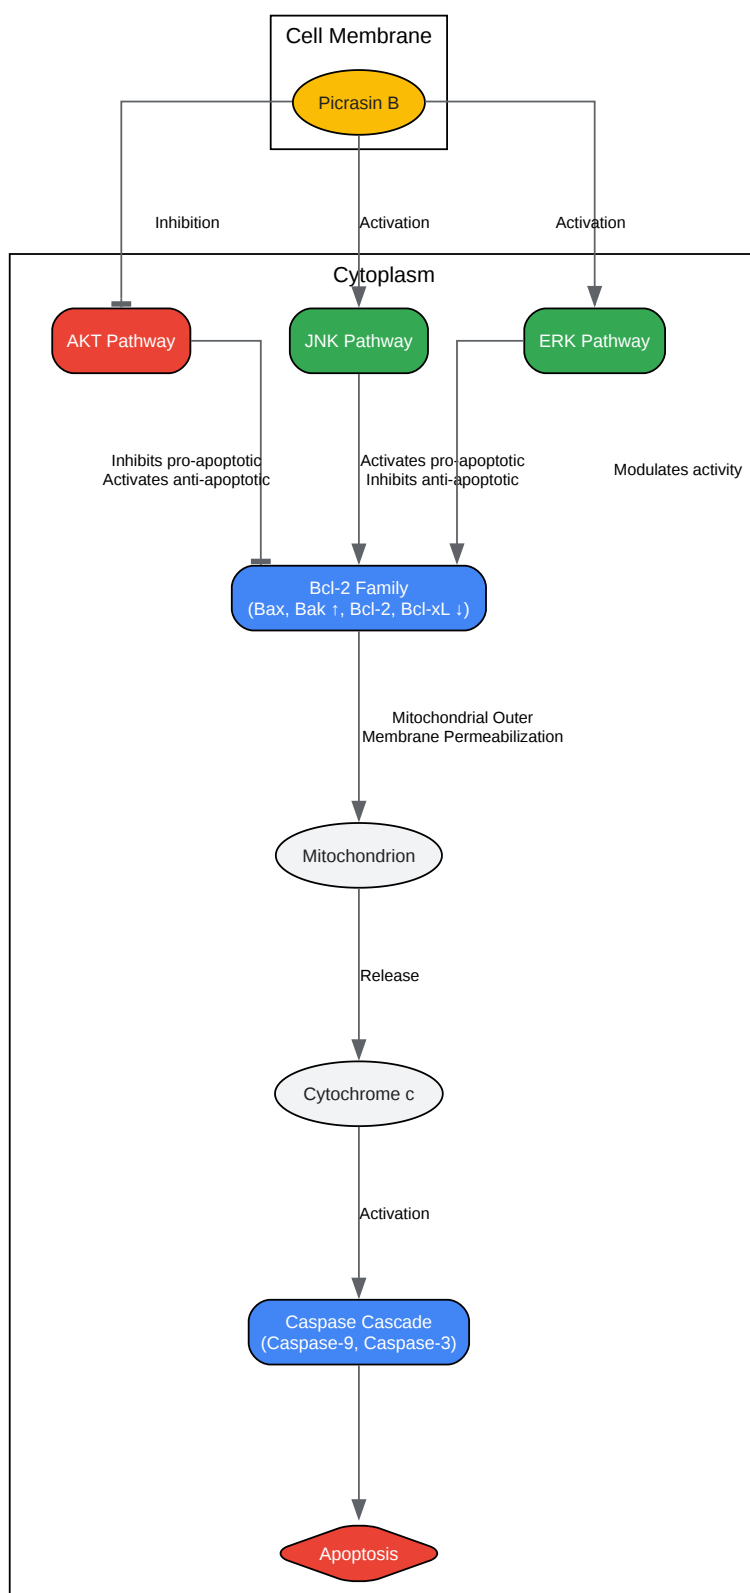 Cell Membrane
Picrasin B
Inhibition
Activation
Activation
Cytoplasm
AKT Pathway
JNK Pathway
ERK Pathway
Inhibits pro-apoptotic
Activates anti-apoptotic
Activates pro-apoptotic
Inhibits anti-apoptotic
Modulates activity
Bcl-2 Family
(Bax, Bak ↑, Bcl-2, Bcl-xL ↓)
Mitochondrial Outer
Membrane Permeabilization
Mitochondrion
Release
Cytochrome c
Activation
Caspase Cascade
(Caspase-9, Caspase-3)
Apoptosis